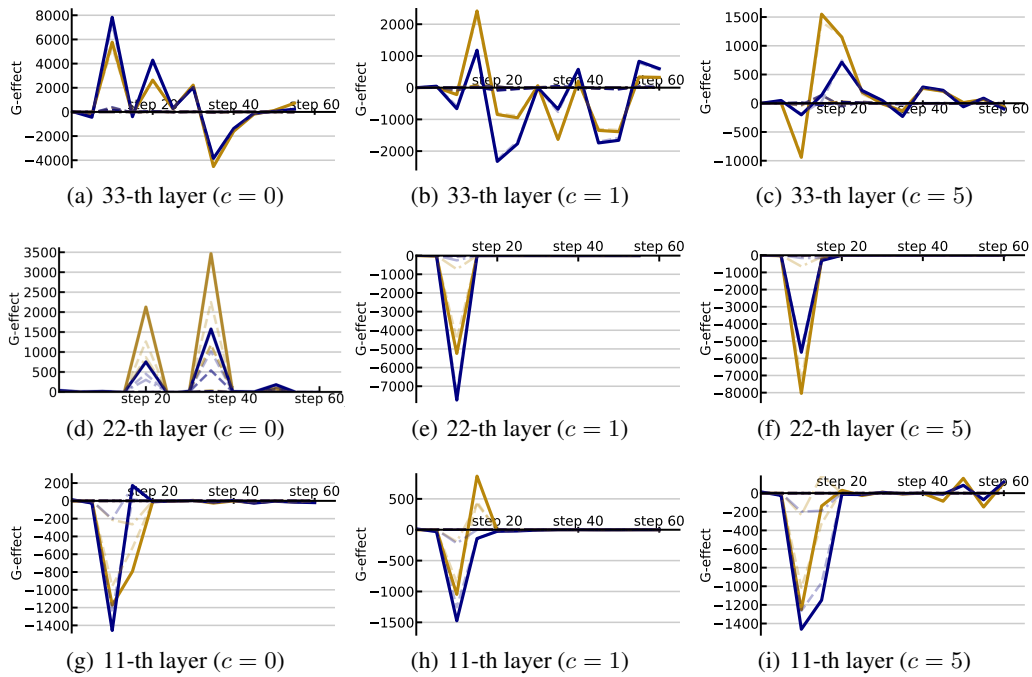 8000
6000
4000
2000
0
−2000
−4000
G-effect
step 20
step 40
step 60
(a) 33-th layer (c = 0)
2000
1000
0
−1000
−2000
G-effect
step 20
step 40
step 60
(b) 33-th layer (c = 1)
1500
1000
500
0
−500
−1000
G-effect
step 20
step 40
step 60
(c) 33-th layer (c = 5)
3500
3000
2500
2000
1500
1000
500
0
G-effect
step 20
step 40
step 60
(d) 22-th layer (c = 0)
0
−1000
−2000
−3000
−4000
−5000
−6000
−7000
G-effect
step 20
step 40
step 60
(e) 22-th layer (c = 1)
0
−1000
−2000
−3000
−4000
−5000
−6000
−7000
−8000
G-effect
step 20
step 40
step 60
(f) 22-th layer (c = 5)
200
0
−200
−400
−600
−800
−1000
−1200
−1400
G-effect
step 20
step 40
step 60
(g) 11-th layer (c = 0)
500
0
−500
−1000
−1500
G-effect
step 20
step 40
step 60
(h) 11-th layer (c = 1)
200
0
−200
−400
−600
−800
−1000
−1200
−1400
G-effect
step 20
step 40
step 60
(i) 11-th layer (c = 5)